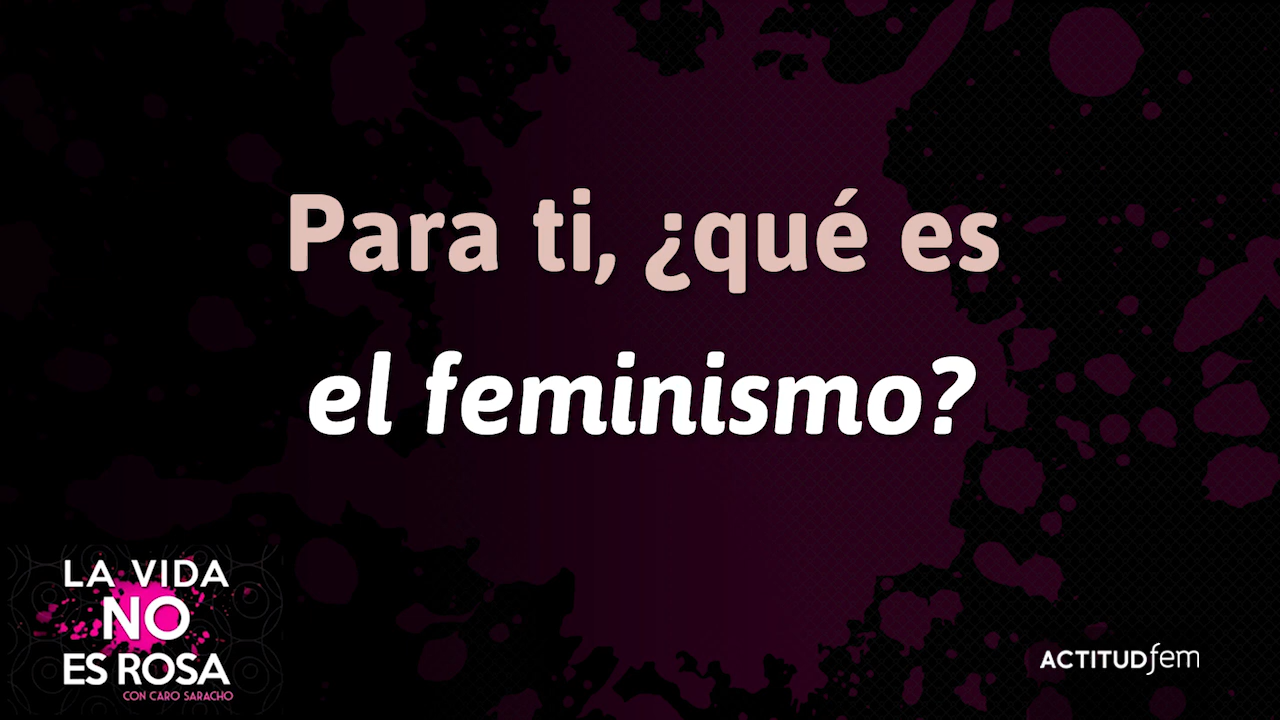 Para ti, ¿qué es
el feminismo?
LA VIDA
NO
ES ROSA
CON CARO SARACHO
ACTITUDfem